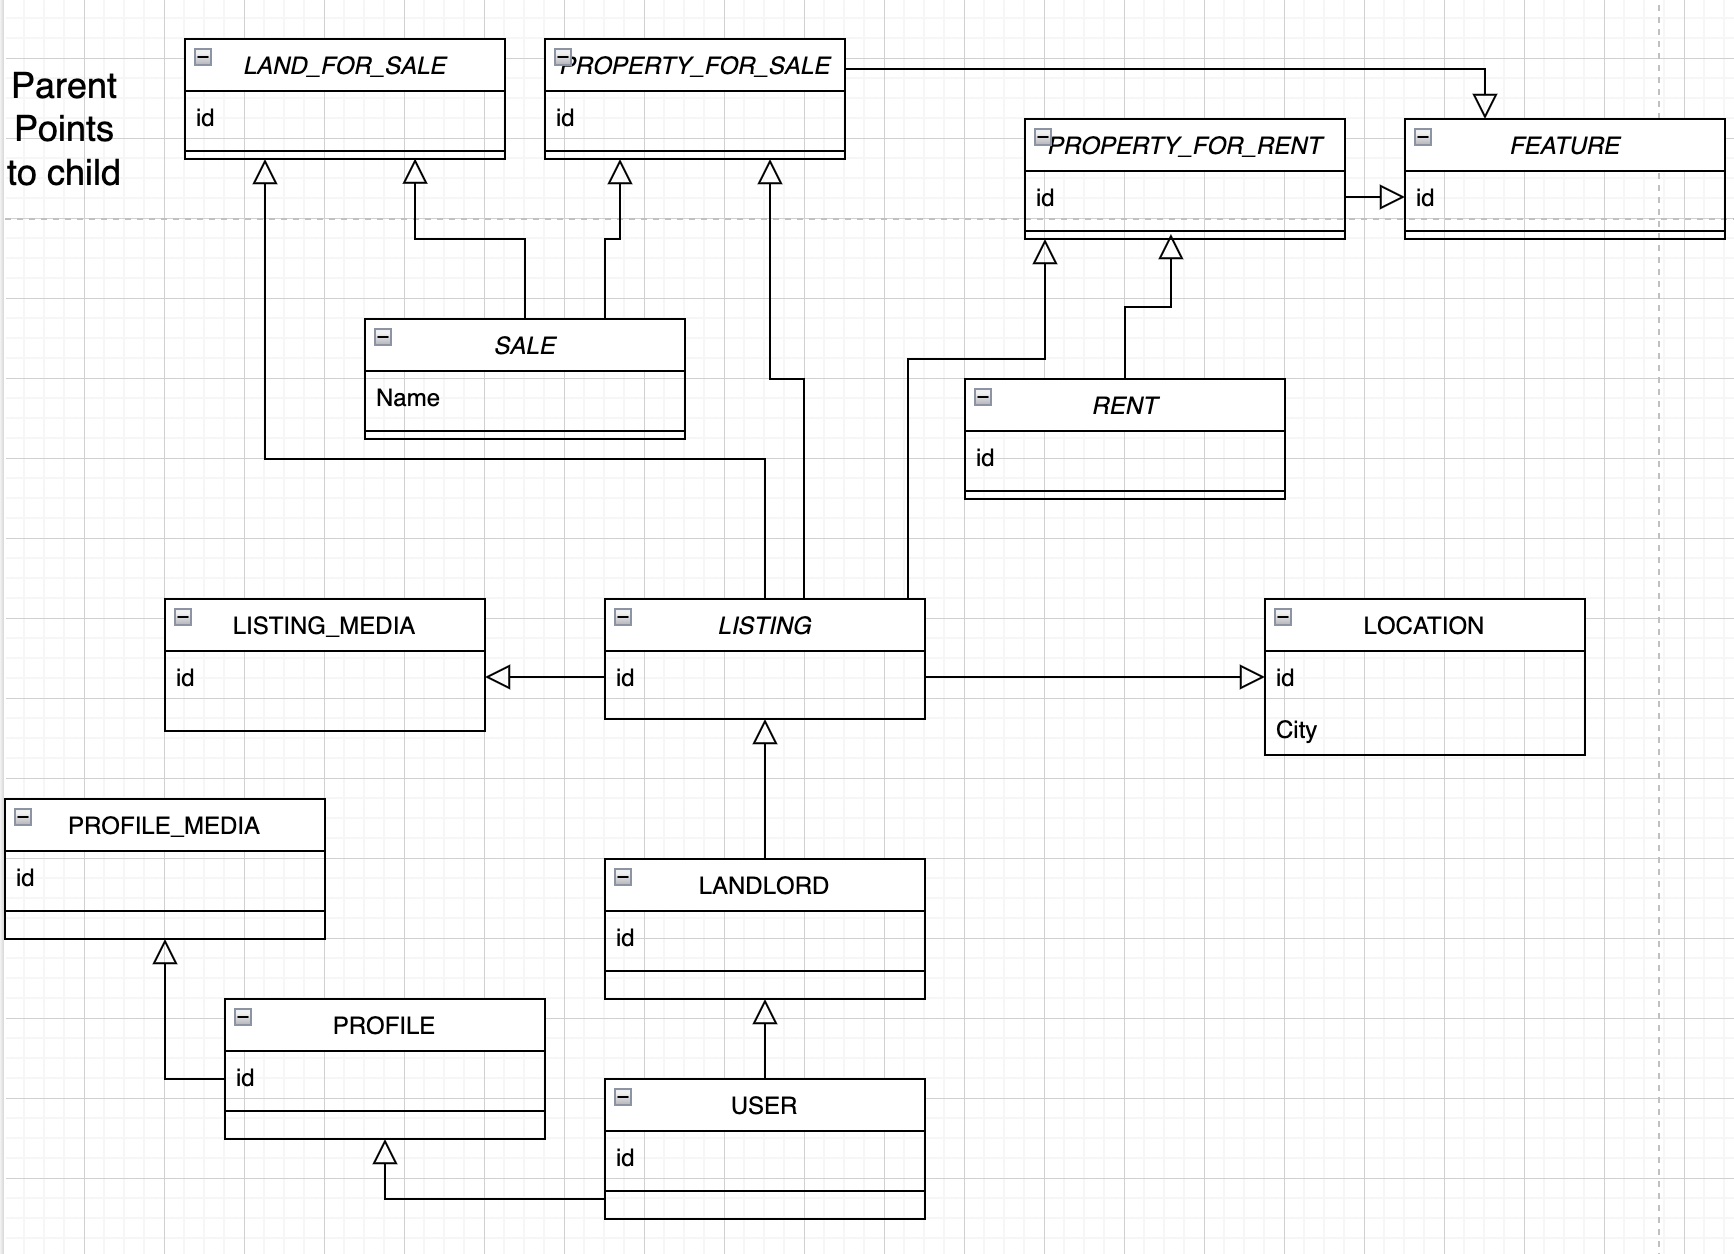 Parent
Points
to child
LAND_FOR_SALE
id
PROPERTY_FOR_SALE
id
PROPERTY_FOR_RENT
id
FEATURE
id
SALE
Name
RENT
id
LISTING_MEDIA
id
LISTING
id
LOCATION
id
City
PROFILE_MEDIA
id
LANDLORD
id
PROFILE
id
USER
id